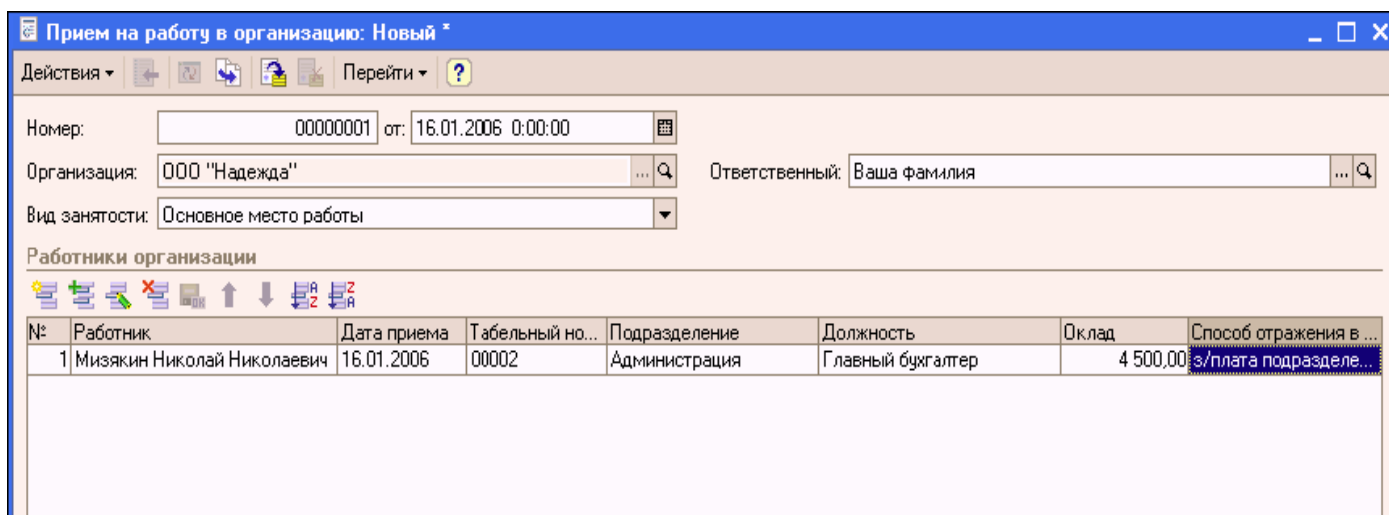 Прием на работу в организацию: Новый *
Действия Перейти ?
Номер: 00000001 от: 16.01.2006 0:00:00
Организация: ООО "Надежда" ... Ответственный: Ваша фамилия ...
Вид занятости: Основное место работы
Работники организации
№ Работник Дата приема Табельный но... Подразделение Должность Оклад Способ отражения в ...
1 Мизякин Николай Николаевич 16.01.2006 00002 Администрация Главный бухгалтер 4 500,00 з/плата подразделе...